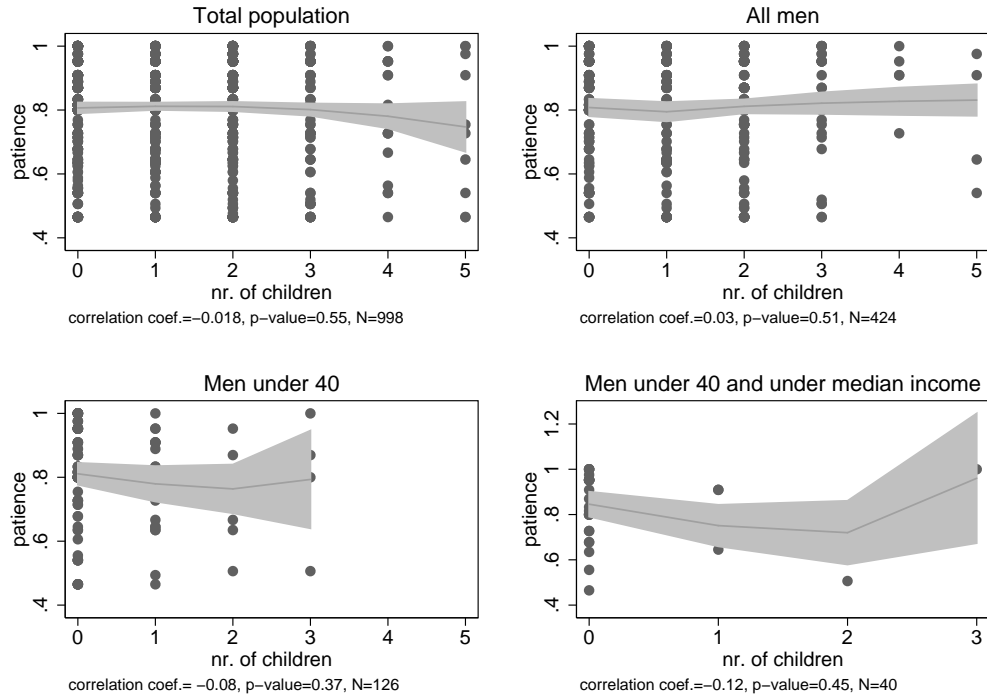 Total population
patience
1
.8
.6
.4
0 1 2 3 4 5
nr. of children
correlation coef.=−0.018, p−value=0.55, N=998
All men
patience
1
.8
.6
.4
0 1 2 3 4 5
nr. of children
correlation coef.=0.03, p−value=0.51, N=424
Men under 40
patience
1
.8
.6
.4
0 1 2 3 4 5
nr. of children
correlation coef.= −0.08, p−value=0.37, N=126
Men under 40 and under median income
patience
1.2
1
.8
.6
.4
0 1 2 3
nr. of children
correlation coef.=−0.12, p−value=0.45, N=40